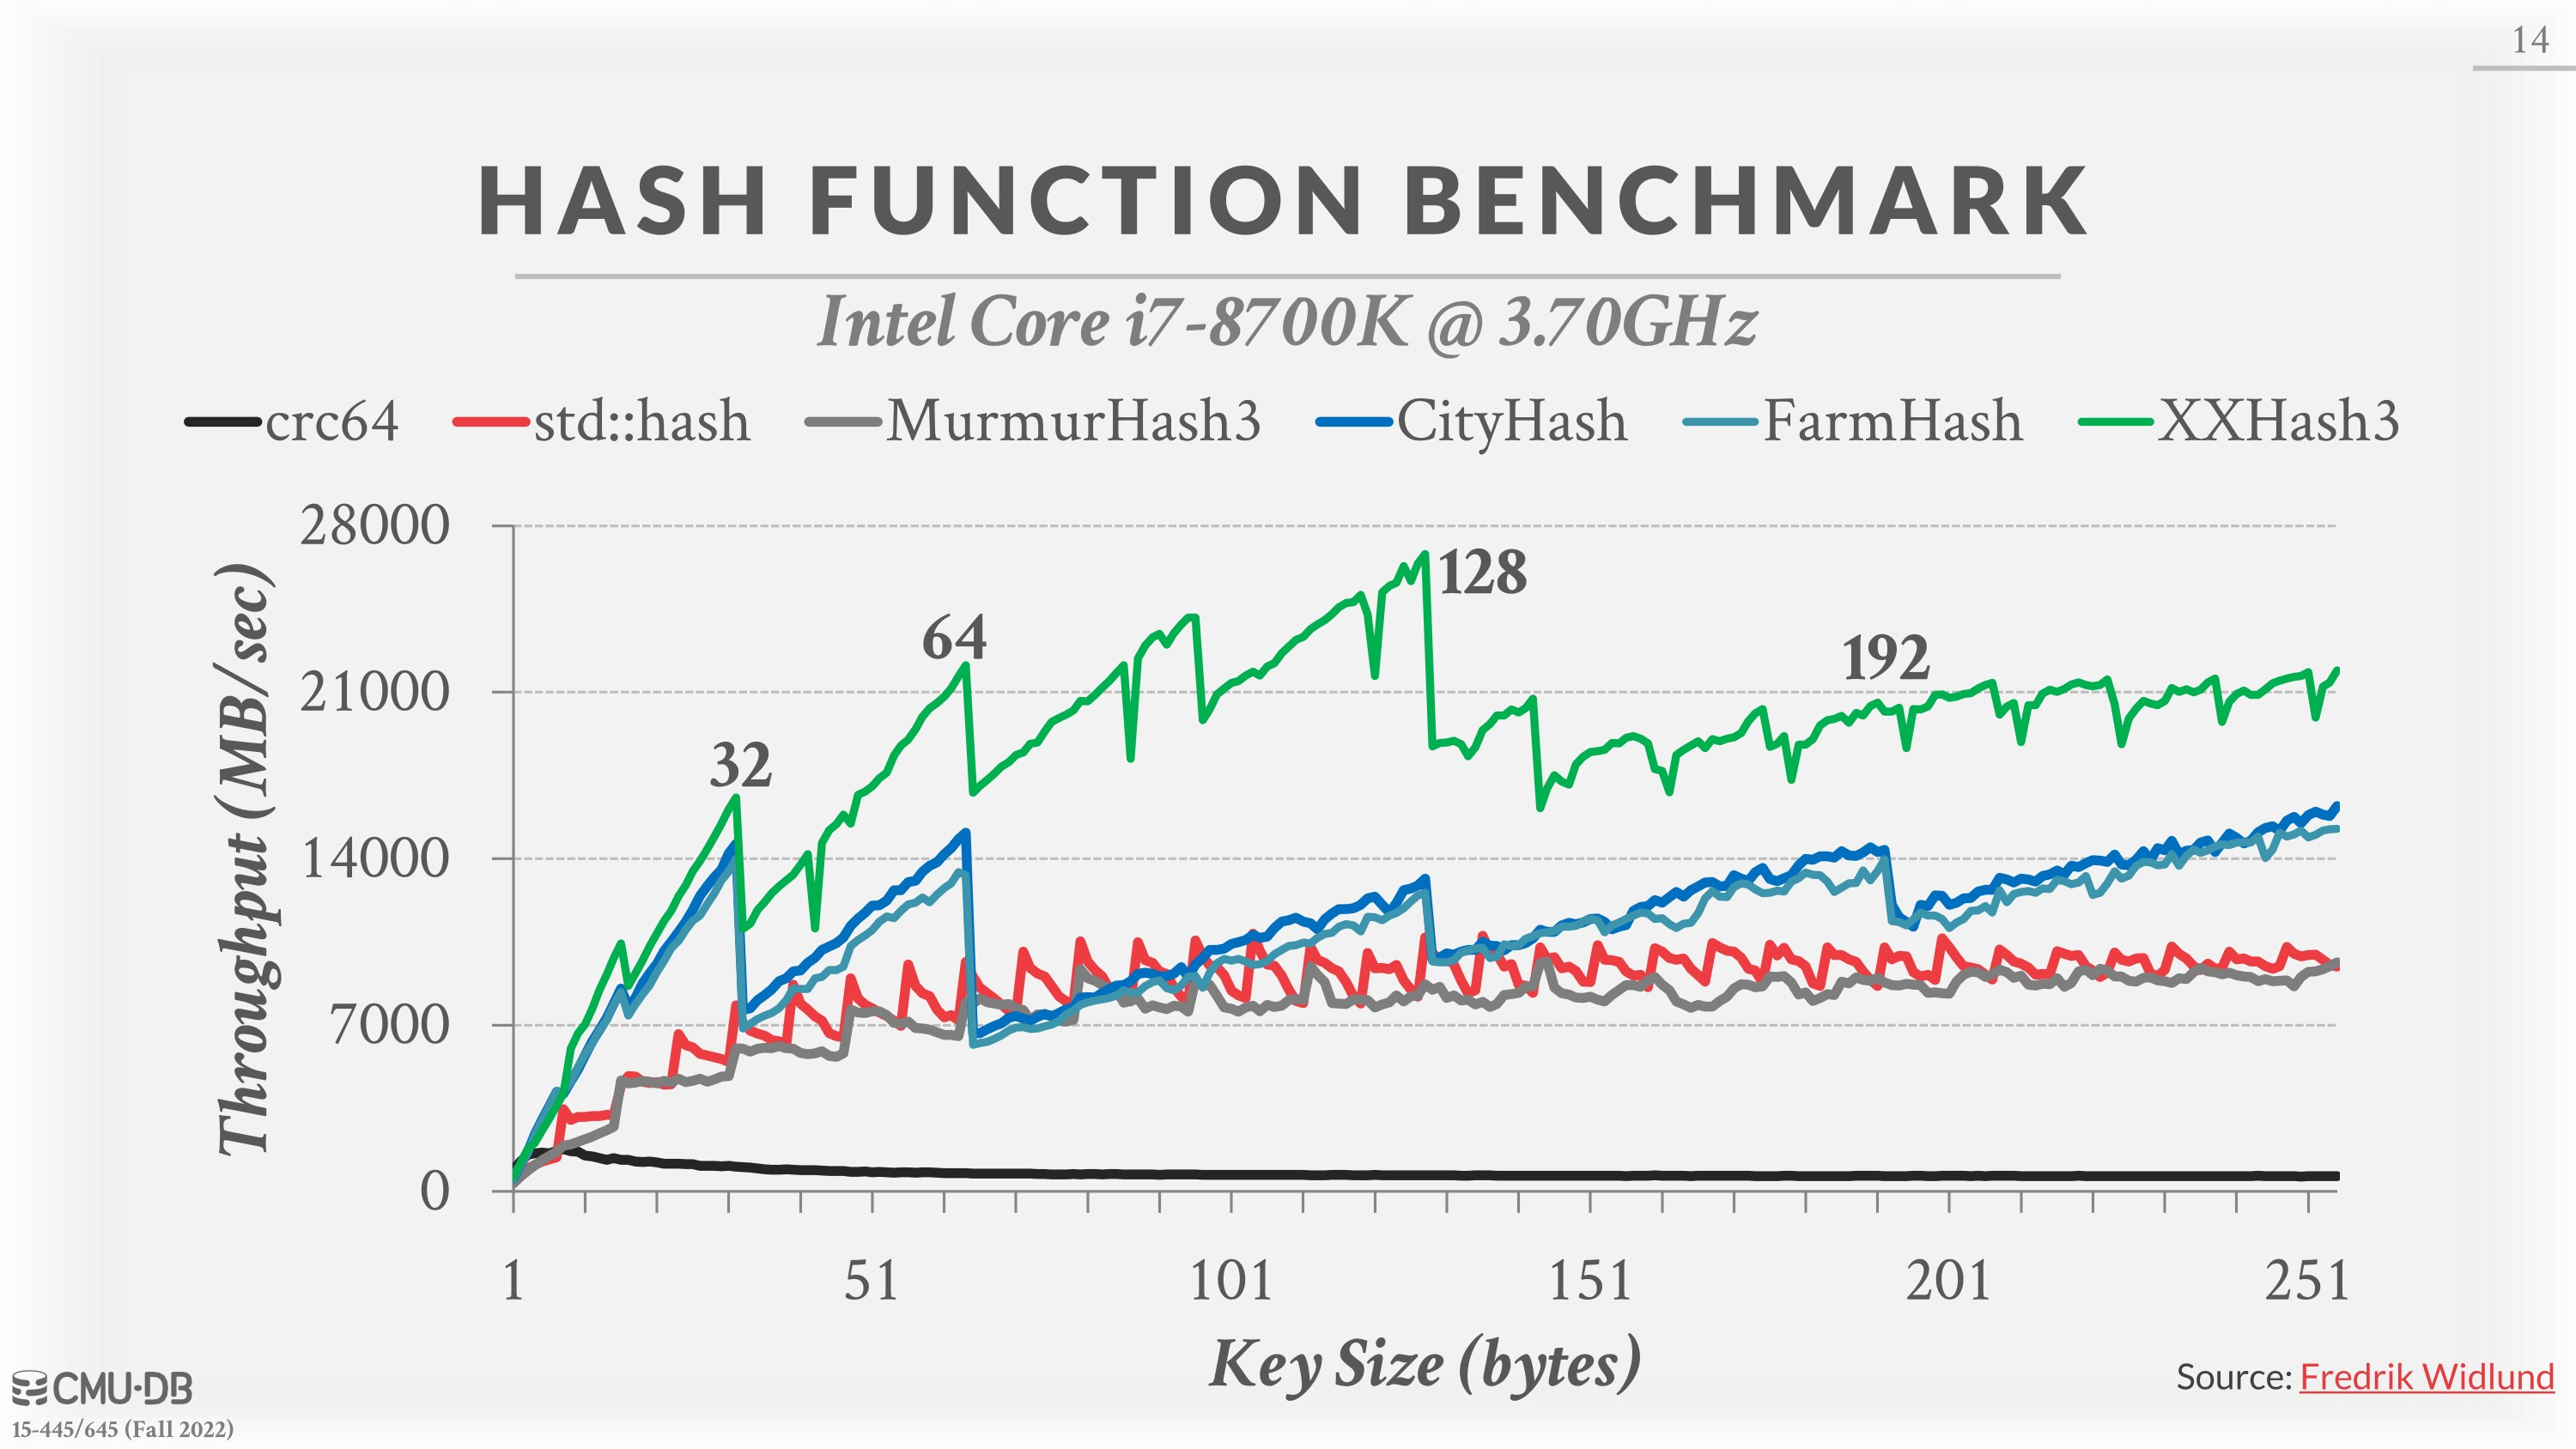 14
HASH FUNCTION BENCHMARK
Intel Core i7-8700K @ 3.70GHz
crc64 std::hash MurmurHash3 CityHash FarmHash XXHash3
Throughput (MB/sec)
28000
21000
14000
7000
0
32
64
128
192
1 51 101 151 201 251
Key Size (bytes)
CMU·DB
15-445/645 (Fall 2022)
Source: Fredrik Widlund